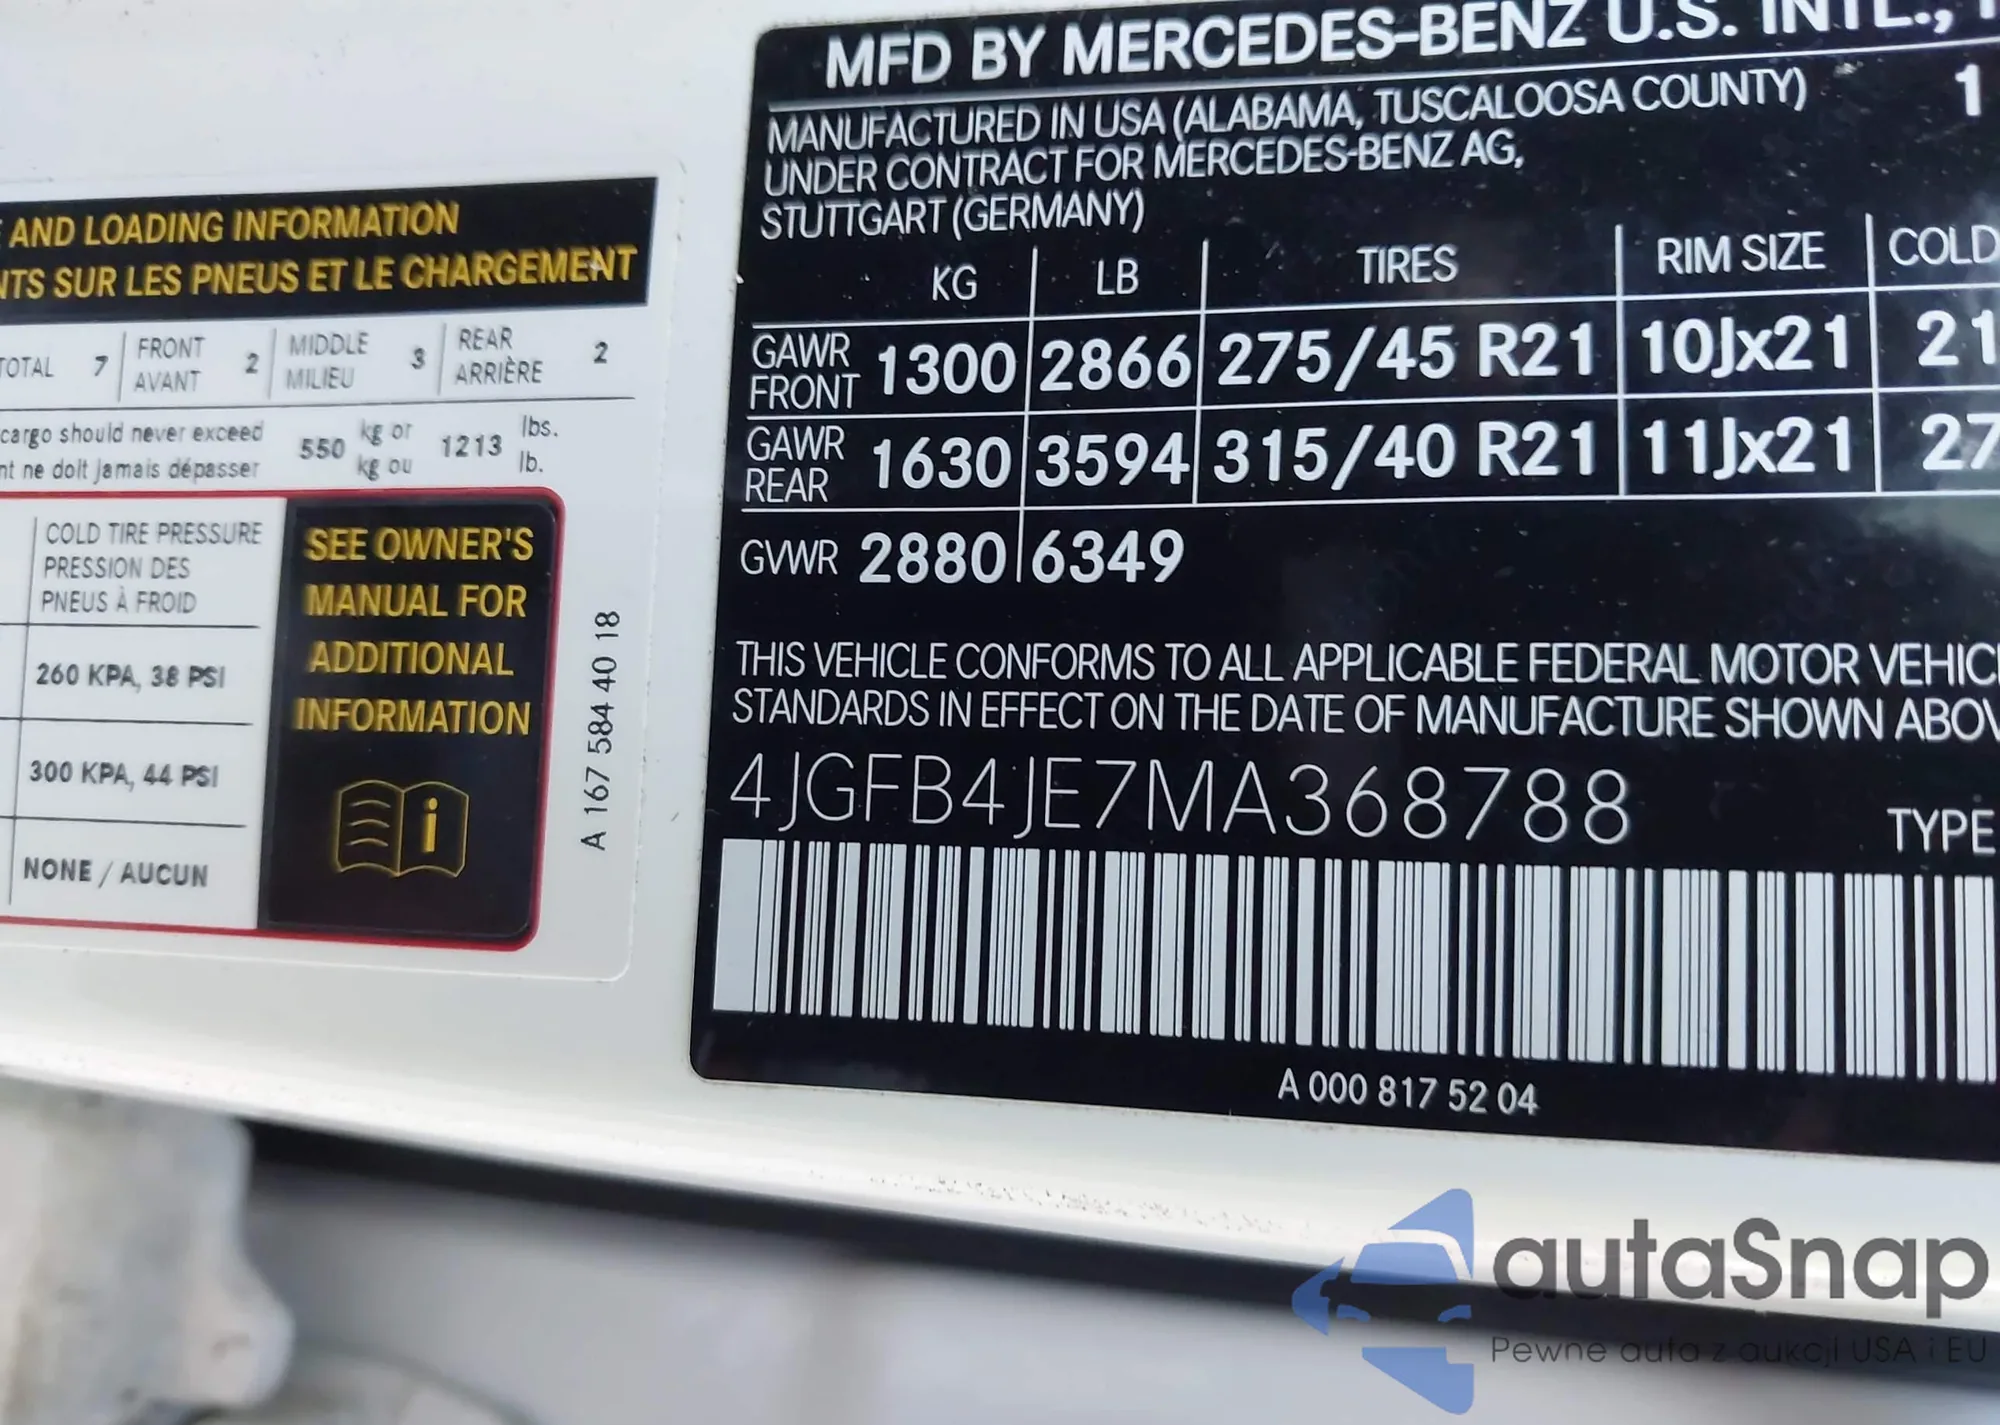 AND LOADING INFORMATION
NTS SUR LES PNEUS ET LE CHARGEMENT
TOTAL 7 FRONT AVANT 2 MIDDLE MILIEU 3 REAR ARRIÈRE 2
cargo should never exceed 550 kg or 1213 lbs.
nt ne doit jamais dépasser kg ou lb.
COLD TIRE PRESSURE
PRESSION DES
PNEUS À FROID
260 KPA, 38 PSI
300 KPA, 44 PSI
NONE / AUCUN
SEE OWNER'S
MANUAL FOR
ADDITIONAL
INFORMATION
A 167 584 40 18
MFD BY MERCEDES-BENZ U.S. INTL.,
MANUFACTURED IN USA (ALABAMA, TUSCALOOSA COUNTY) 1
UNDER CONTRACT FOR MERCEDES-BENZ AG,
STUTTGART (GERMANY)
KG LB TIRES RIM SIZE COLD
GAWR FRONT 1300 2866 275/45 R21 10Jx21 21
GAWR REAR 1630 3594 315/40 R21 11Jx21 27
GVWR 2880 6349
THIS VEHICLE CONFORMS TO ALL APPLICABLE FEDERAL MOTOR VEHIC
STANDARDS IN EFFECT ON THE DATE OF MANUFACTURE SHOWN ABOV
4JGFB4JE7MA368788
TYPE
A 000 817 52 04
autaSnap
Pewne auta z aukcji USA i EU